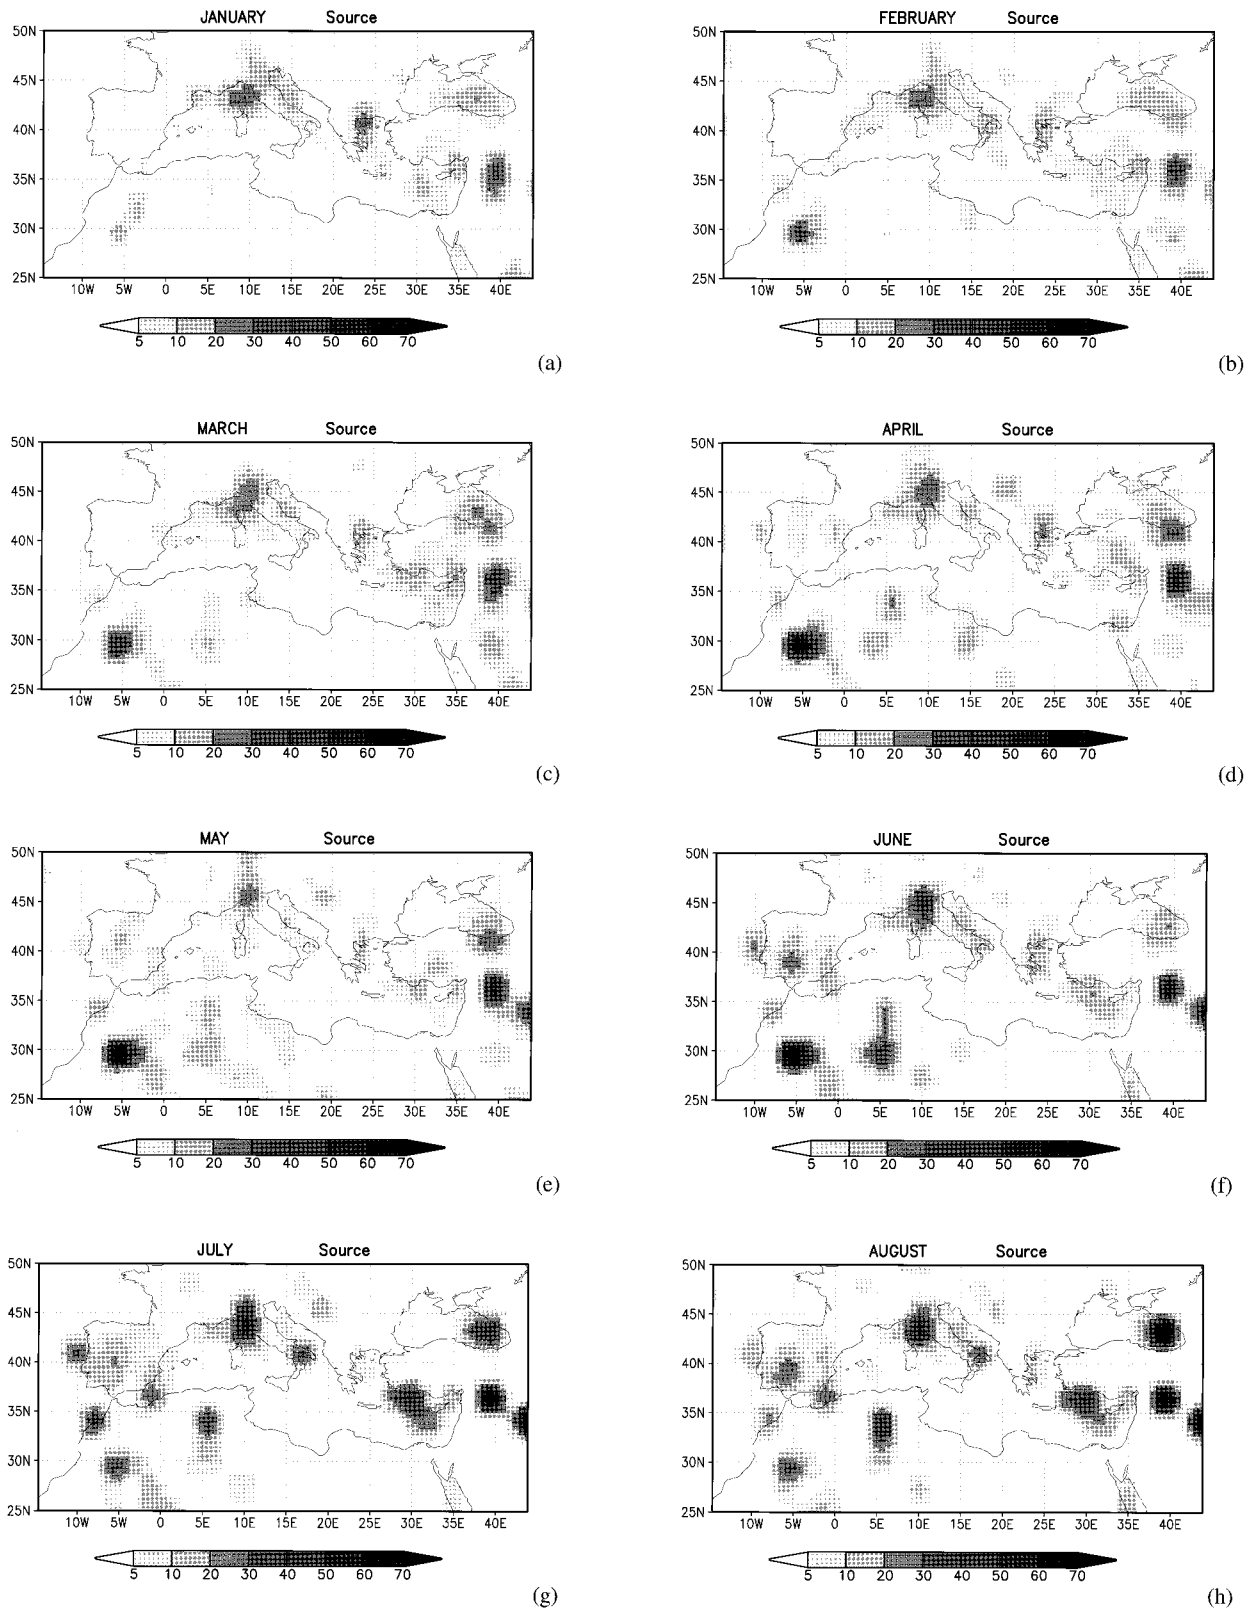 JANUARY Source
50N
45N
40N
35N
30N
25N
10W 5W 0 5E 10E 15E 20E 25E 30E 35E 40E
5 10 20 30 40 50 60 70
(a)
FEBRUARY Source
50N
45N
40N
35N
30N
25N
10W 5W 0 5E 10E 15E 20E 25E 30E 35E 40E
5 10 20 30 40 50 60 70
(b)
MARCH Source
50N
45N
40N
35N
30N
25N
10W 5W 0 5E 10E 15E 20E 25E 30E 35E 40E
5 10 20 30 40 50 60 70
(c)
APRIL Source
50N
45N
40N
35N
30N
25N
10W 5W 0 5E 10E 15E 20E 25E 30E 35E 40E
5 10 20 30 40 50 60 70
(d)
MAY Source
50N
45N
40N
35N
30N
25N
10W 5W 0 5E 10E 15E 20E 25E 30E 35E 40E
5 10 20 30 40 50 60 70
(e)
JUNE Source
50N
45N
40N
35N
30N
25N
10W 5W 0 5E 10E 15E 20E 25E 30E 35E 40E
5 10 20 30 40 50 60 70
(f)
JULY Source
50N
45N
40N
35N
30N
25N
10W 5W 0 5E 10E 15E 20E 25E 30E 35E 40E
5 10 20 30 40 50 60 70
(g)
AUGUST Source
50N
45N
40N
35N
30N
25N
10W 5W 0 5E 10E 15E 20E 25E 30E 35E 40E
5 10 20 30 40 50 60 70
(h)